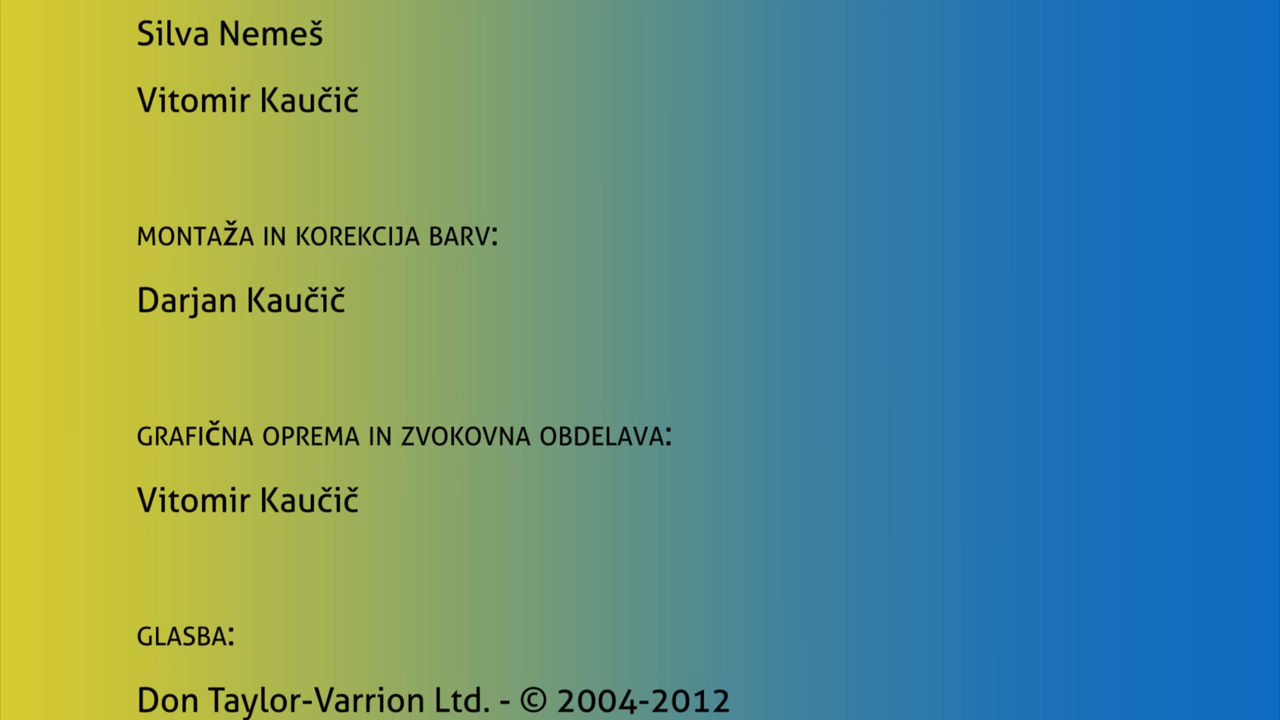 Silva Nemeš
Vitomir Kaučič
MONTAŽA IN KOREKCIJA BARV:
Darjan Kaučič
GRAFIČNA OPREMA IN ZVOKOVNA OBDELAVA:
Vitomir Kaučič
GLASBA:
Don Taylor-Varrion Ltd. - © 2004-2012